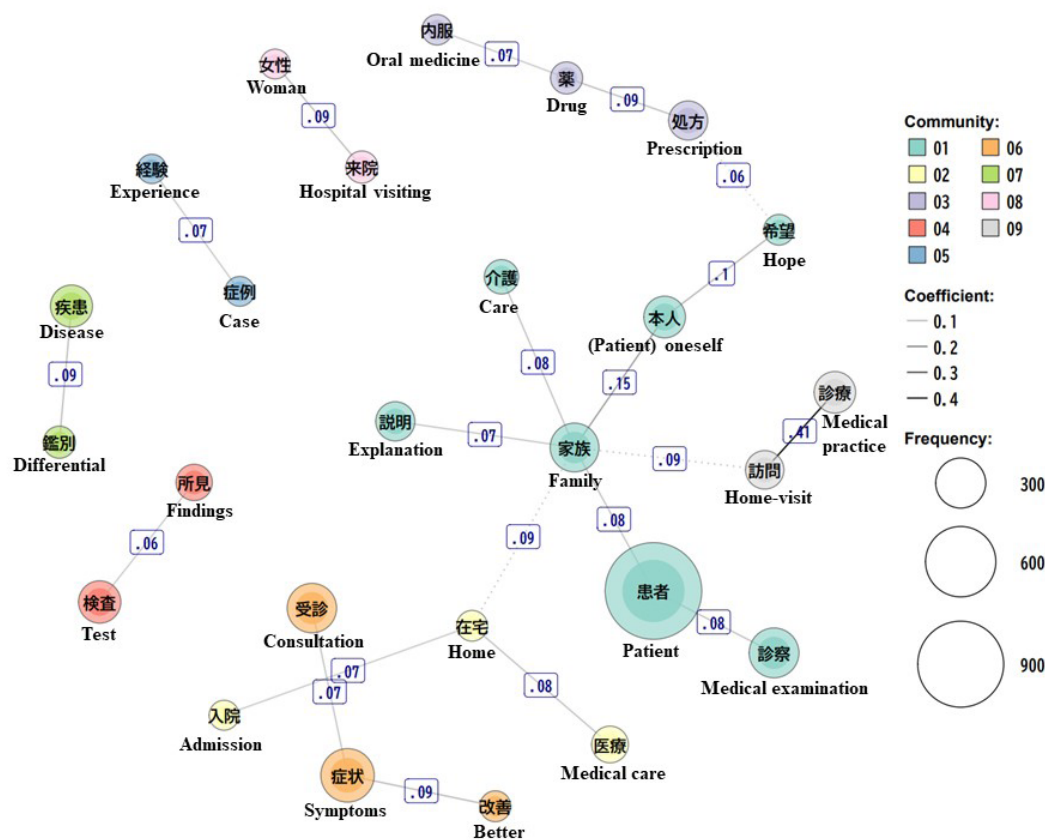 内服
Oral medicine
.07
薬
Drug
.09
処方
Prescription
.06
希望
Hope
.1
本人
(Patient) oneself
.15
女性
Woman
.09
来院
Hospital visiting
経験
Experience
.07
症例
Case
疾患
Disease
.09
鑑別
Differential
介護
Care
.08
説明
Explanation
.07
家族
Family
.09
訪問
Home-visit
.41
診療
Medical
practice
.08
患者
Patient
.08
診察
Medical examination
.09
在宅
Home
.07
入院
Admission
.08
医療
Medical care
所見
Findings
.06
検査
Test
受診
Consultation
.07
症状
Symptoms
.09
改善
Better
Community:
01 06
02 07
03 08
04 09
05
Coefficient:
0.1
0.2
0.3
0.4
Frequency:
300
600
900